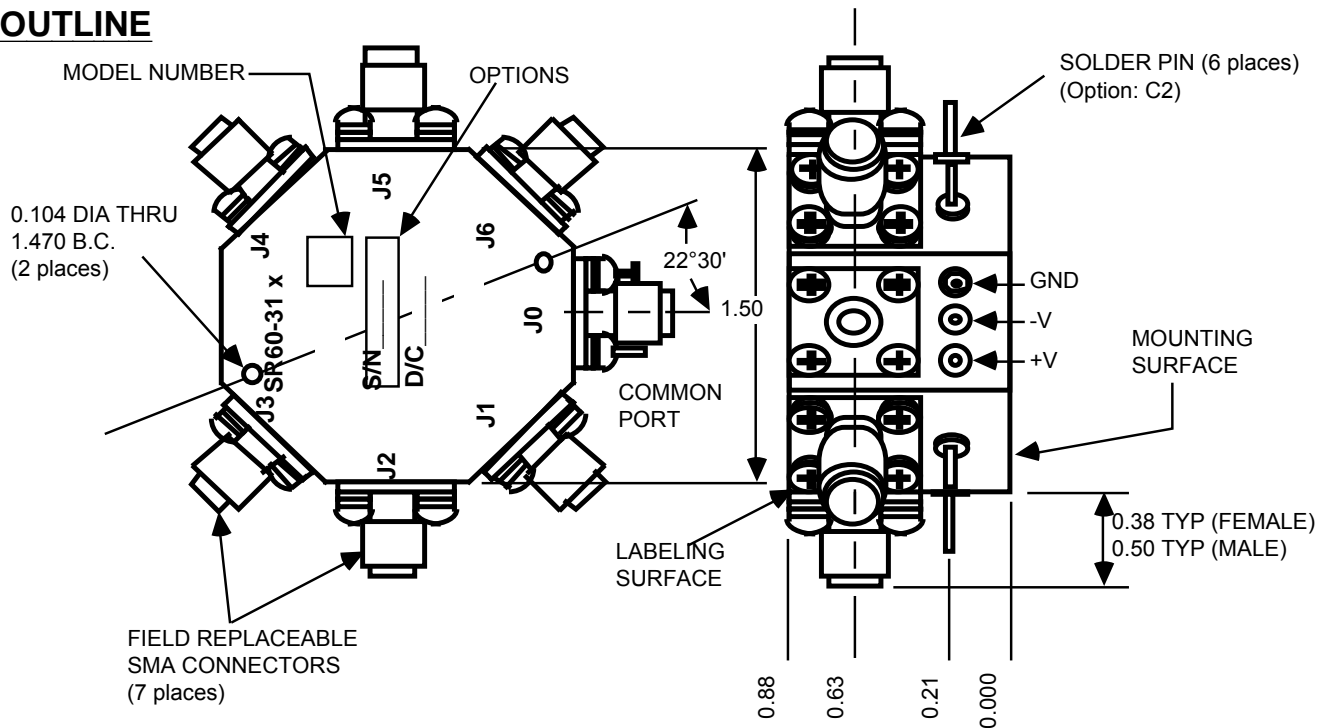 OUTLINE
MODEL NUMBER
OPTIONS
SOLDER PIN (6 places)
(Option: C2)
0.104 DIA THRU
1.470 B.C.
(2 places)
J5
J4
J6
22°30'
1.50
J0
SR60-31 x
S/N
D/C
J3
J1
J2
COMMON
PORT
GND
-V
+V
MOUNTING
SURFACE
LABELING
SURFACE
0.38 TYP (FEMALE)
0.50 TYP (MALE)
FIELD REPLACEABLE
SMA CONNECTORS
(7 places)
0.88
0.63
0.21
0.000